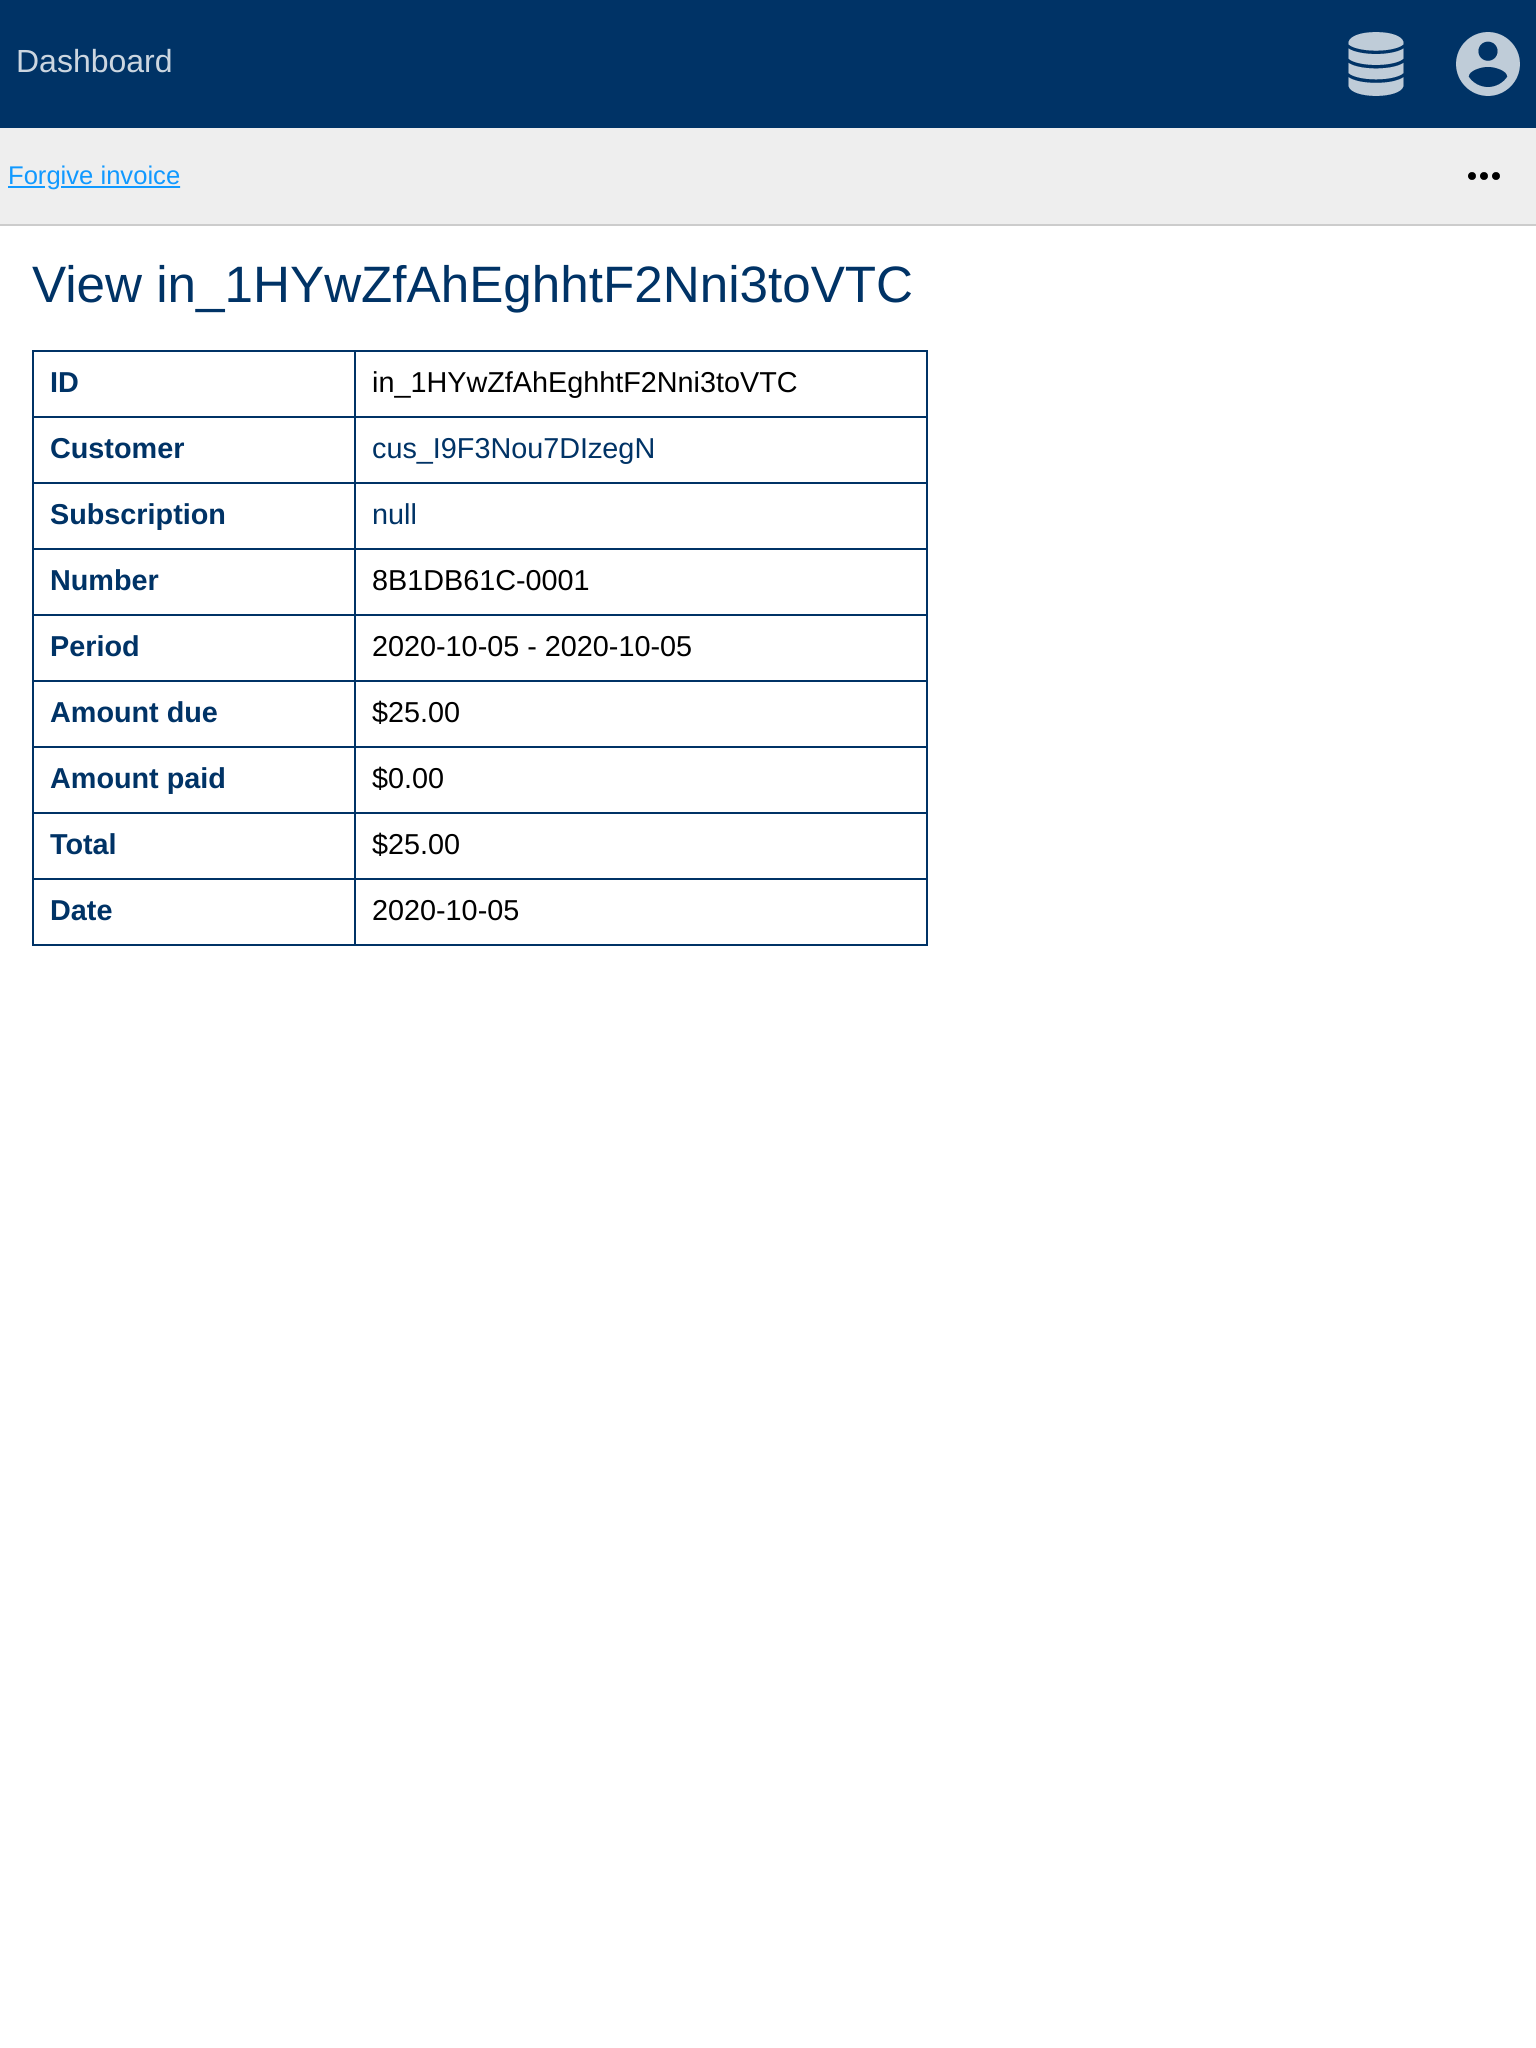 Dashboard
Forgive invoice
View in_1HYwZfAhEghhtF2Nni3toVTC
ID in_1HYwZfAhEghhtF2Nni3toVTC
Customer cus_I9F3Nou7DIzegN
Subscription null
Number 8B1DB61C-0001
Period 2020-10-05 - 2020-10-05
Amount due $25.00
Amount paid $0.00
Total $25.00
Date 2020-10-05